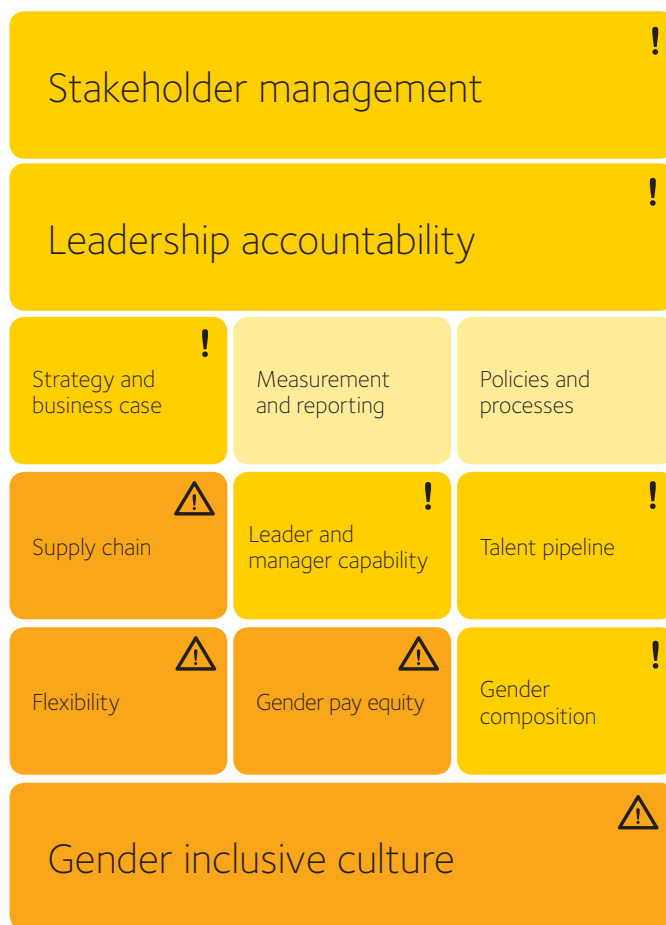 Stakeholder management
Leadership accountability
Strategy and
business case
Measurement
and reporting
Policies and
processes
Supply chain
Leader and
manager capability
Talent pipeline
Flexibility
Gender pay equity
Gender
composition
Gender inclusive culture